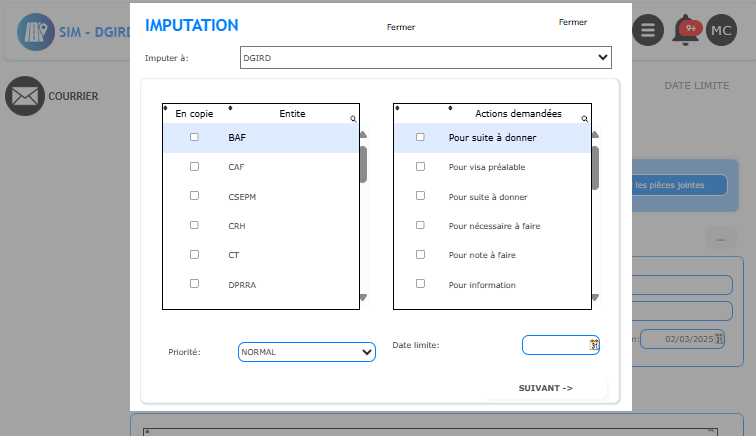 SIM - DGIRD
IMPUTATION
Fermer
Fermer
9+
MC
Imputer à:
DGIRD
COURRIER
DATE LIMITE
En copie
Entite
Actions demandées
BAF
Pour suite à donner
CAF
Pour visa préalable
CSEPM
Pour suite à donner
CRH
Pour nécessaire à faire
CT
Pour note à faire
DPRRA
Pour information
les pièces jointes
...
02/03/2025
31
Priorité:
NORMAL
Date limite:
31
SUIVANT ->